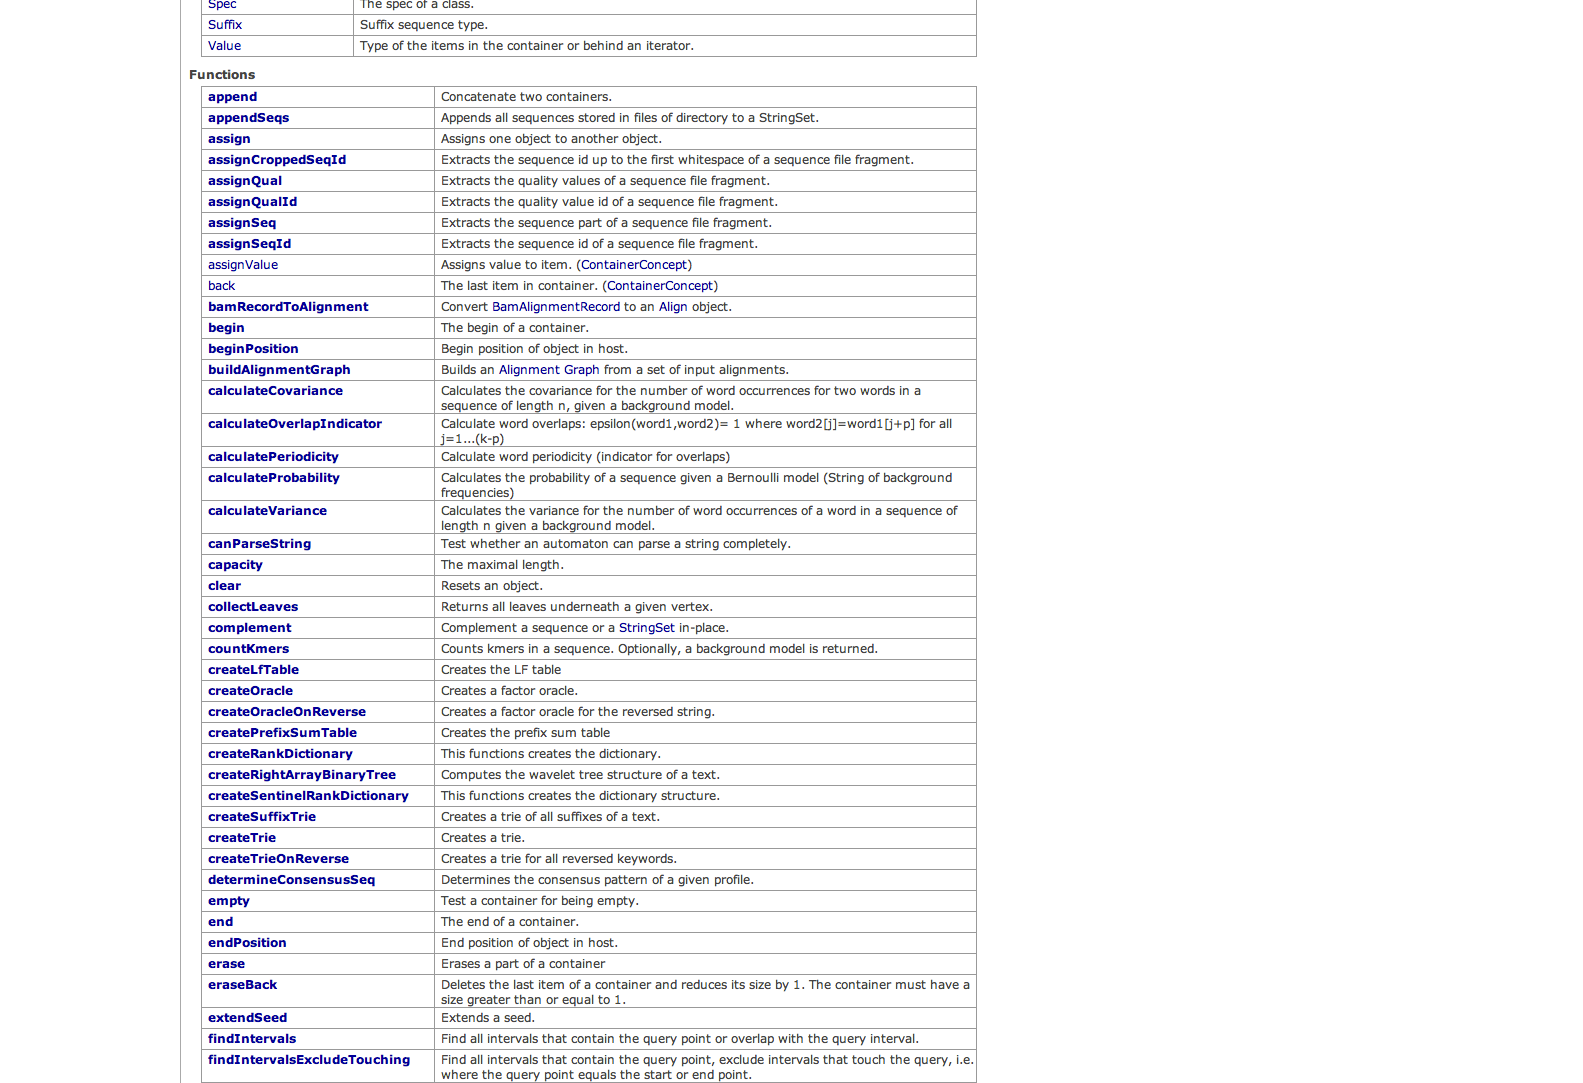 Spec The spec of a class.
Suffix Suffix sequence type.
Value Type of the items in the container or behind an iterator.
Functions
append Concatenate two containers.
appendSeqs Appends all sequences stored in files of directory to a StringSet.
assign Assigns one object to another object.
assignCroppedSeqId Extracts the sequence id up to the first whitespace of a sequence file fragment.
assignQual Extracts the quality values of a sequence file fragment.
assignQualId Extracts the quality value id of a sequence file fragment.
assignSeq Extracts the sequence part of a sequence file fragment.
assignSeqId Extracts the sequence id of a sequence file fragment.
assignValue Assigns value to item. (ContainerConcept)
back The last item in container. (ContainerConcept)
bamRecordToAlignment Convert BamAlignmentRecord to an Align object.
begin The begin of a container.
beginPosition Begin position of object in host.
buildAlignmentGraph Builds an Alignment Graph from a set of input alignments.
calculateCovariance Calculates the covariance for the number of word occurrences for two words in a
sequence of length n, given a background model.
calculateOverlapIndicator Calculate word overlaps: epsilon(word1,word2)= 1 where word2[j]=word1[j+p] for all
j=1...(k-p)
calculatePeriodicity Calculate word periodicity (indicator for overlaps)
calculateProbability Calculates the probability of a sequence given a Bernoulli model (String of background
frequencies)
calculateVariance Calculates the variance for the number of word occurrences of a word in a sequence of
length n given a background model.
canParseString Test whether an automaton can parse a string completely.
capacity The maximal length.
clear Resets an object.
collectLeaves Returns all leaves underneath a given vertex.
complement Complement a sequence or a StringSet in-place.
countKmers Counts kmers in a sequence. Optionally, a background model is returned.
createLfTable Creates the LF table
createOracle Creates a factor oracle.
createOracleOnReverse Creates a factor oracle for the reversed string.
createPrefixSumTable Creates the prefix sum table
createRankDictionary This functions creates the dictionary.
createRightArrayBinaryTree Computes the wavelet tree structure of a text.
createSentinelRankDictionary This functions creates the dictionary structure.
createSuffixTrie Creates a trie of all suffixes of a text.
createTrie Creates a trie.
createTrieOnReverse Creates a trie for all reversed keywords.
determineConsensusSeq Determines the consensus pattern of a given profile.
empty Test a container for being empty.
end The end of a container.
endPosition End position of object in host.
erase Erases a part of a container
eraseBack Deletes the last item of a container and reduces its size by 1. The container must have a
size greater than or equal to 1.
extendSeed Extends a seed.
findIntervals Find all intervals that contain the query point or overlap with the query interval.
findIntervalsExcludeTouching Find all intervals that contain the query point, exclude intervals that touch the query, i.e.
where the query point equals the start or end point.